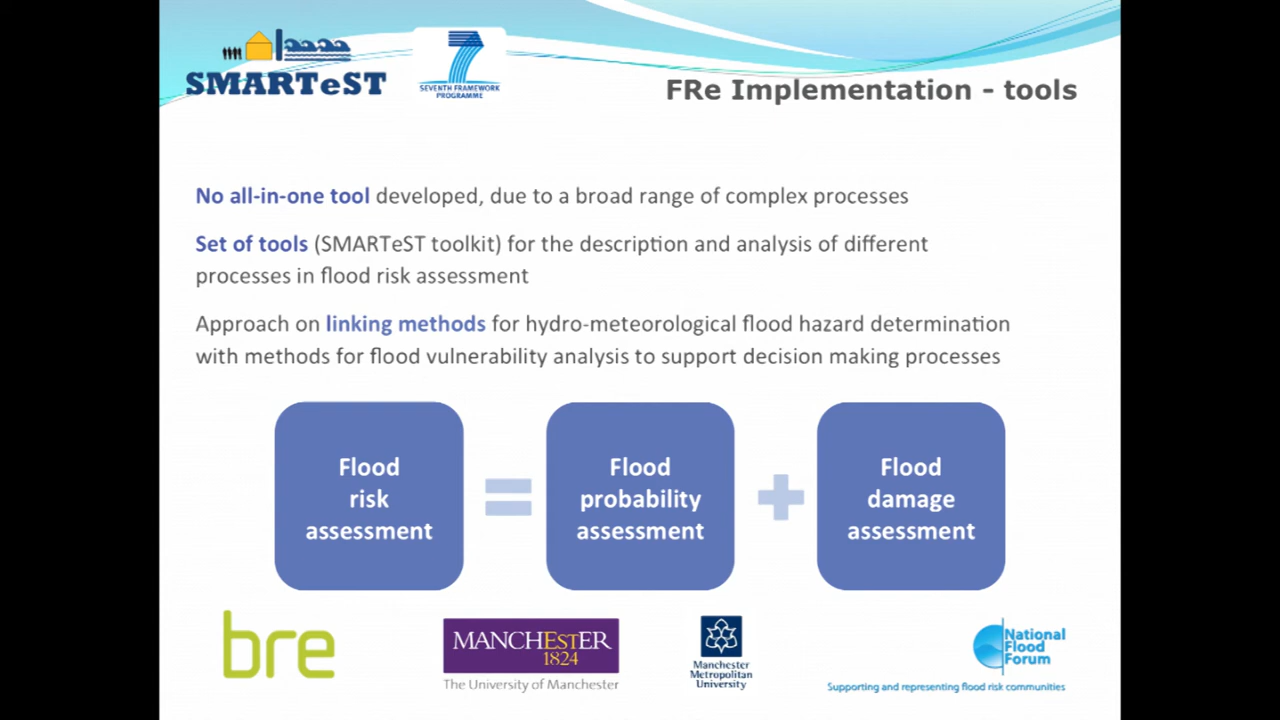 SMARTeST
SEVENTH FRAMEWORK
PROGRAMME
FRe Implementation - tools
No all-in-one tool developed, due to a broad range of complex processes
Set of tools (SMARTeST toolkit) for the description and analysis of different
processes in flood risk assessment
Approach on linking methods for hydro-meteorological flood hazard determination
with methods for flood vulnerability analysis to support decision making processes
Flood
risk
assessment
=
Flood
probability
assessment
+
Flood
damage
assessment
bre
MANCHESTER
1824
The University of Manchester
Manchester
Metropolitan
University
National
Flood
Forum
Supporting and representing flood risk communities